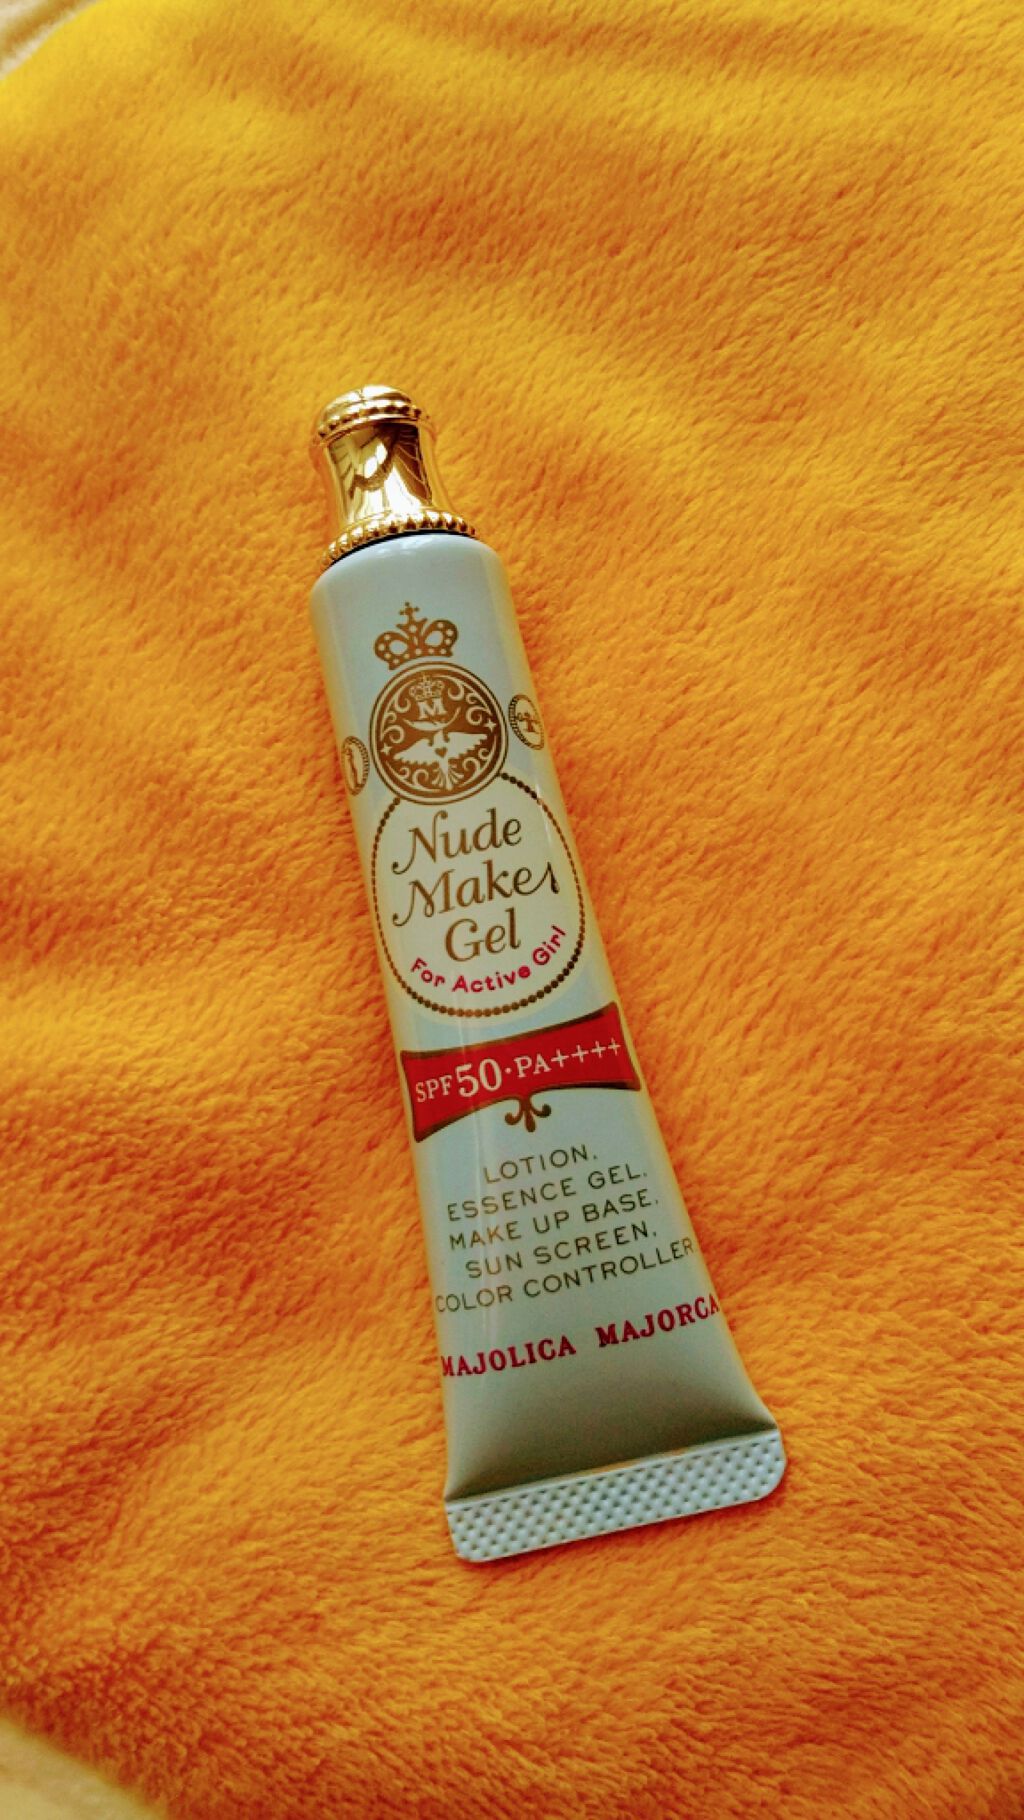 M
Nude
Make
Gel
For Active Girl
SPF50·PA++++
LOTION,
ESSENCE GEL,
MAKE UP BASE,
SUN SCREEN,
COLOR CONTROLLER
MAJOLICA MAJORCA